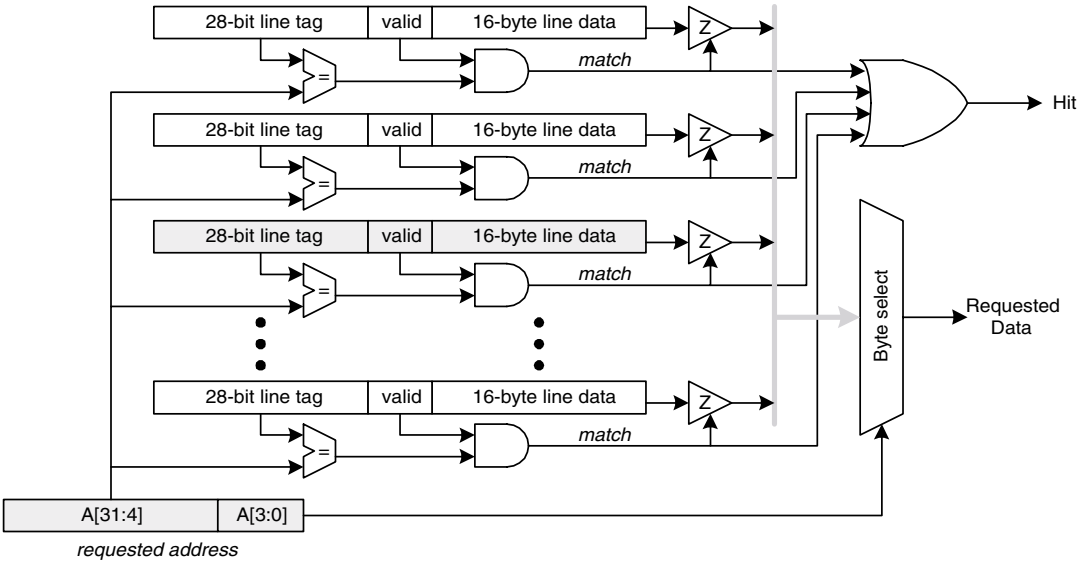 28-bit line tag valid 16-byte line data Z
= match
Hit
28-bit line tag valid 16-byte line data Z
= match
28-bit line tag valid 16-byte line data Z
= match
Byte select
Requested
Data
28-bit line tag valid 16-byte line data Z
= match
A[31:4] A[3:0]
requested address